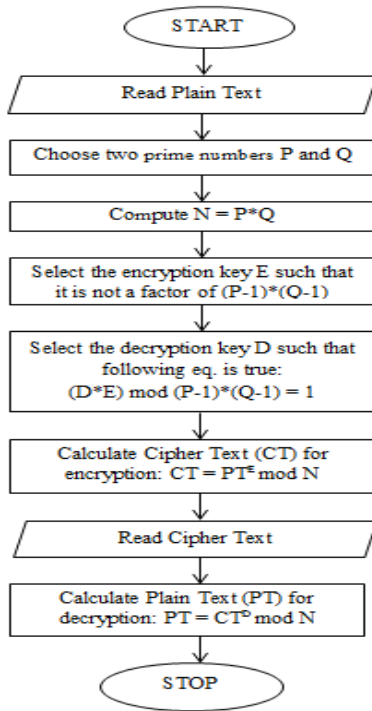 START
Read Plain Text
Choose two prime numbers P and Q
Compute N = P*Q
Select the encryption key E such that
it is not a factor of (P-1)*(Q-1)
Select the decryption key D such that
following eq. is true:
(D*E) mod (P-1)*(Q-1) = 1
Calculate Cipher Text (CT) for
encryption: CT = PTᴱ mod N
Read Cipher Text
Calculate Plain Text (PT) for
decryption: PT = CTᴰ mod N
STOP